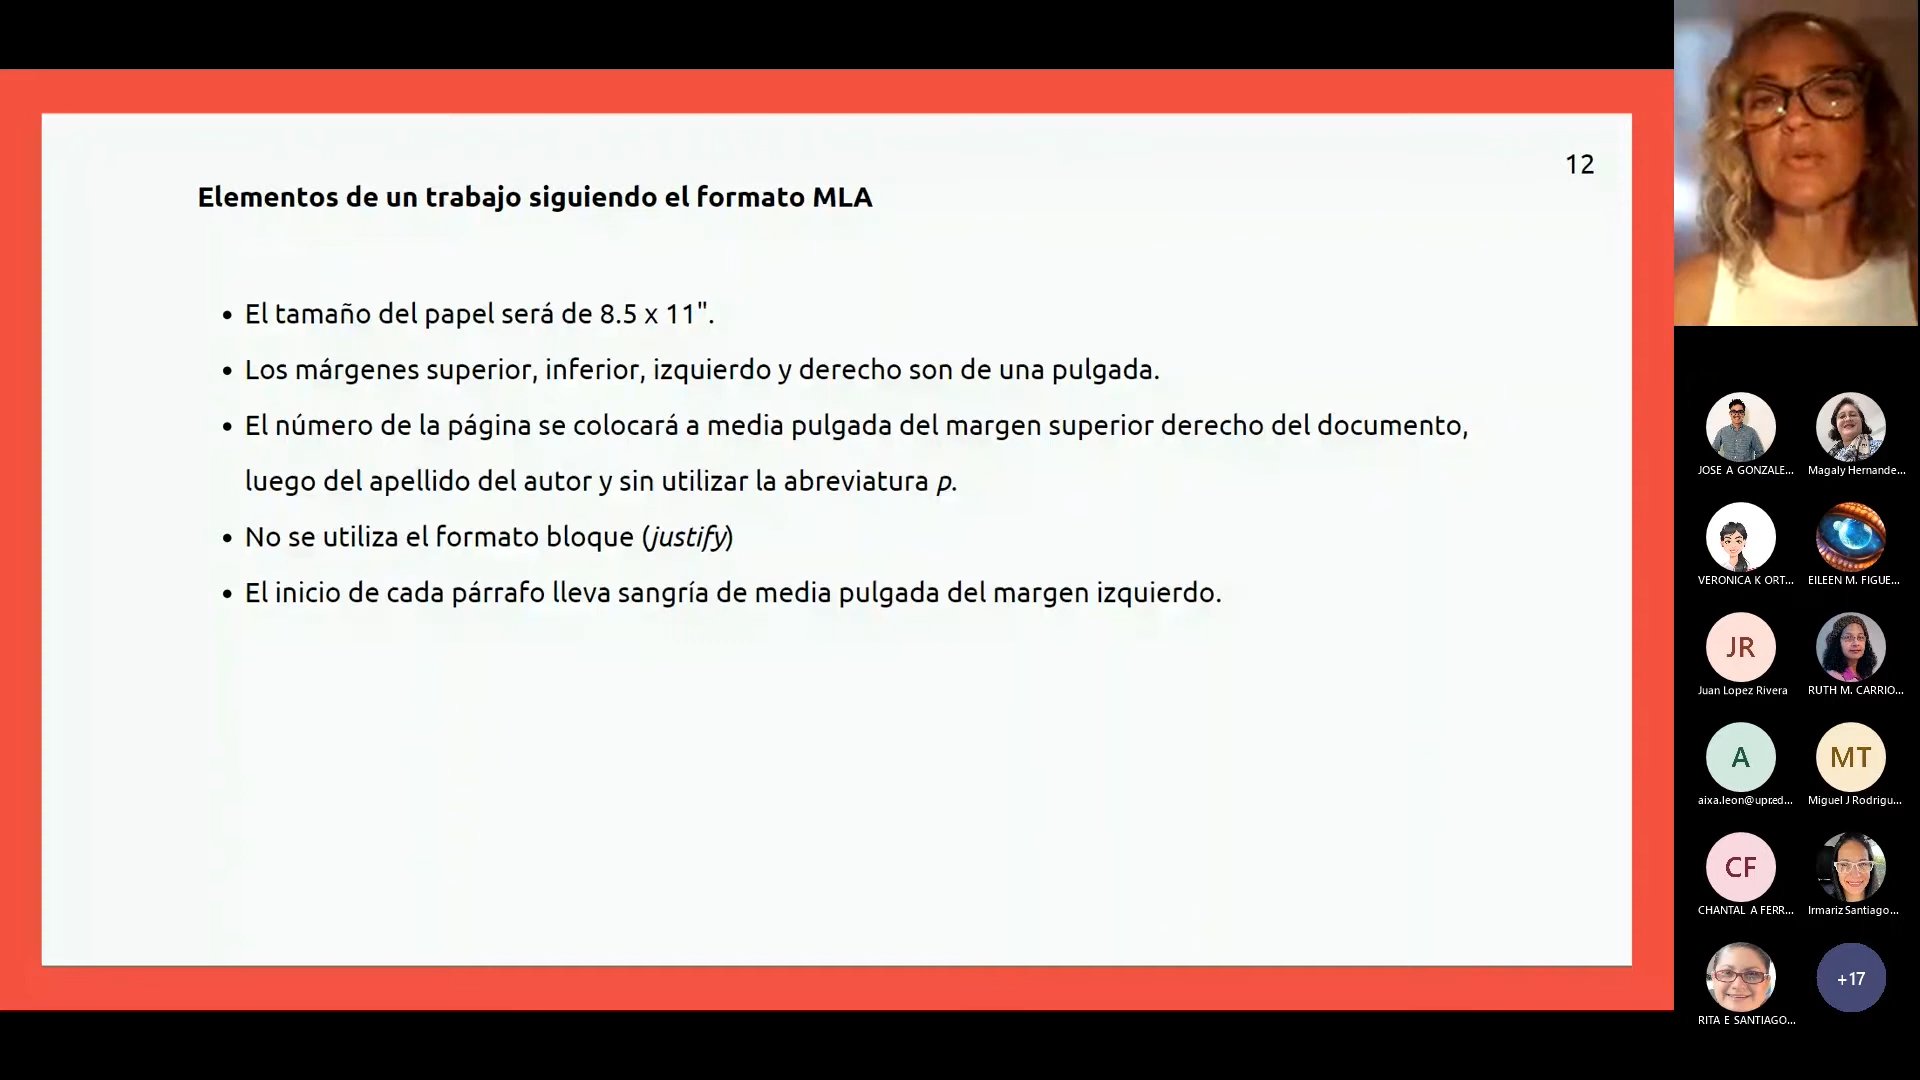 12
Elementos de un trabajo siguiendo el formato MLA
• El tamaño del papel será de 8.5 x 11".
• Los márgenes superior, inferior, izquierdo y derecho son de una pulgada.
• El número de la página se colocará a media pulgada del margen superior derecho del documento,
luego del apellido del autor y sin utilizar la abreviatura p.
• No se utiliza el formato bloque (justify)
• El inicio de cada párrafo lleva sangría de media pulgada del margen izquierdo.
JOSE A GONZALE...
Magaly Hernande...
VERONICA K ORT...
EILEEN M. FIGUE...
JR
Juan Lopez Rivera
RUTH M. CARRIO...
A
aixa.leon@upr.ed...
MT
Miguel J Rodrigu...
CF
CHANTAL A FERR...
Irmariz Santiago...
RITA E SANTIAGO...
+17